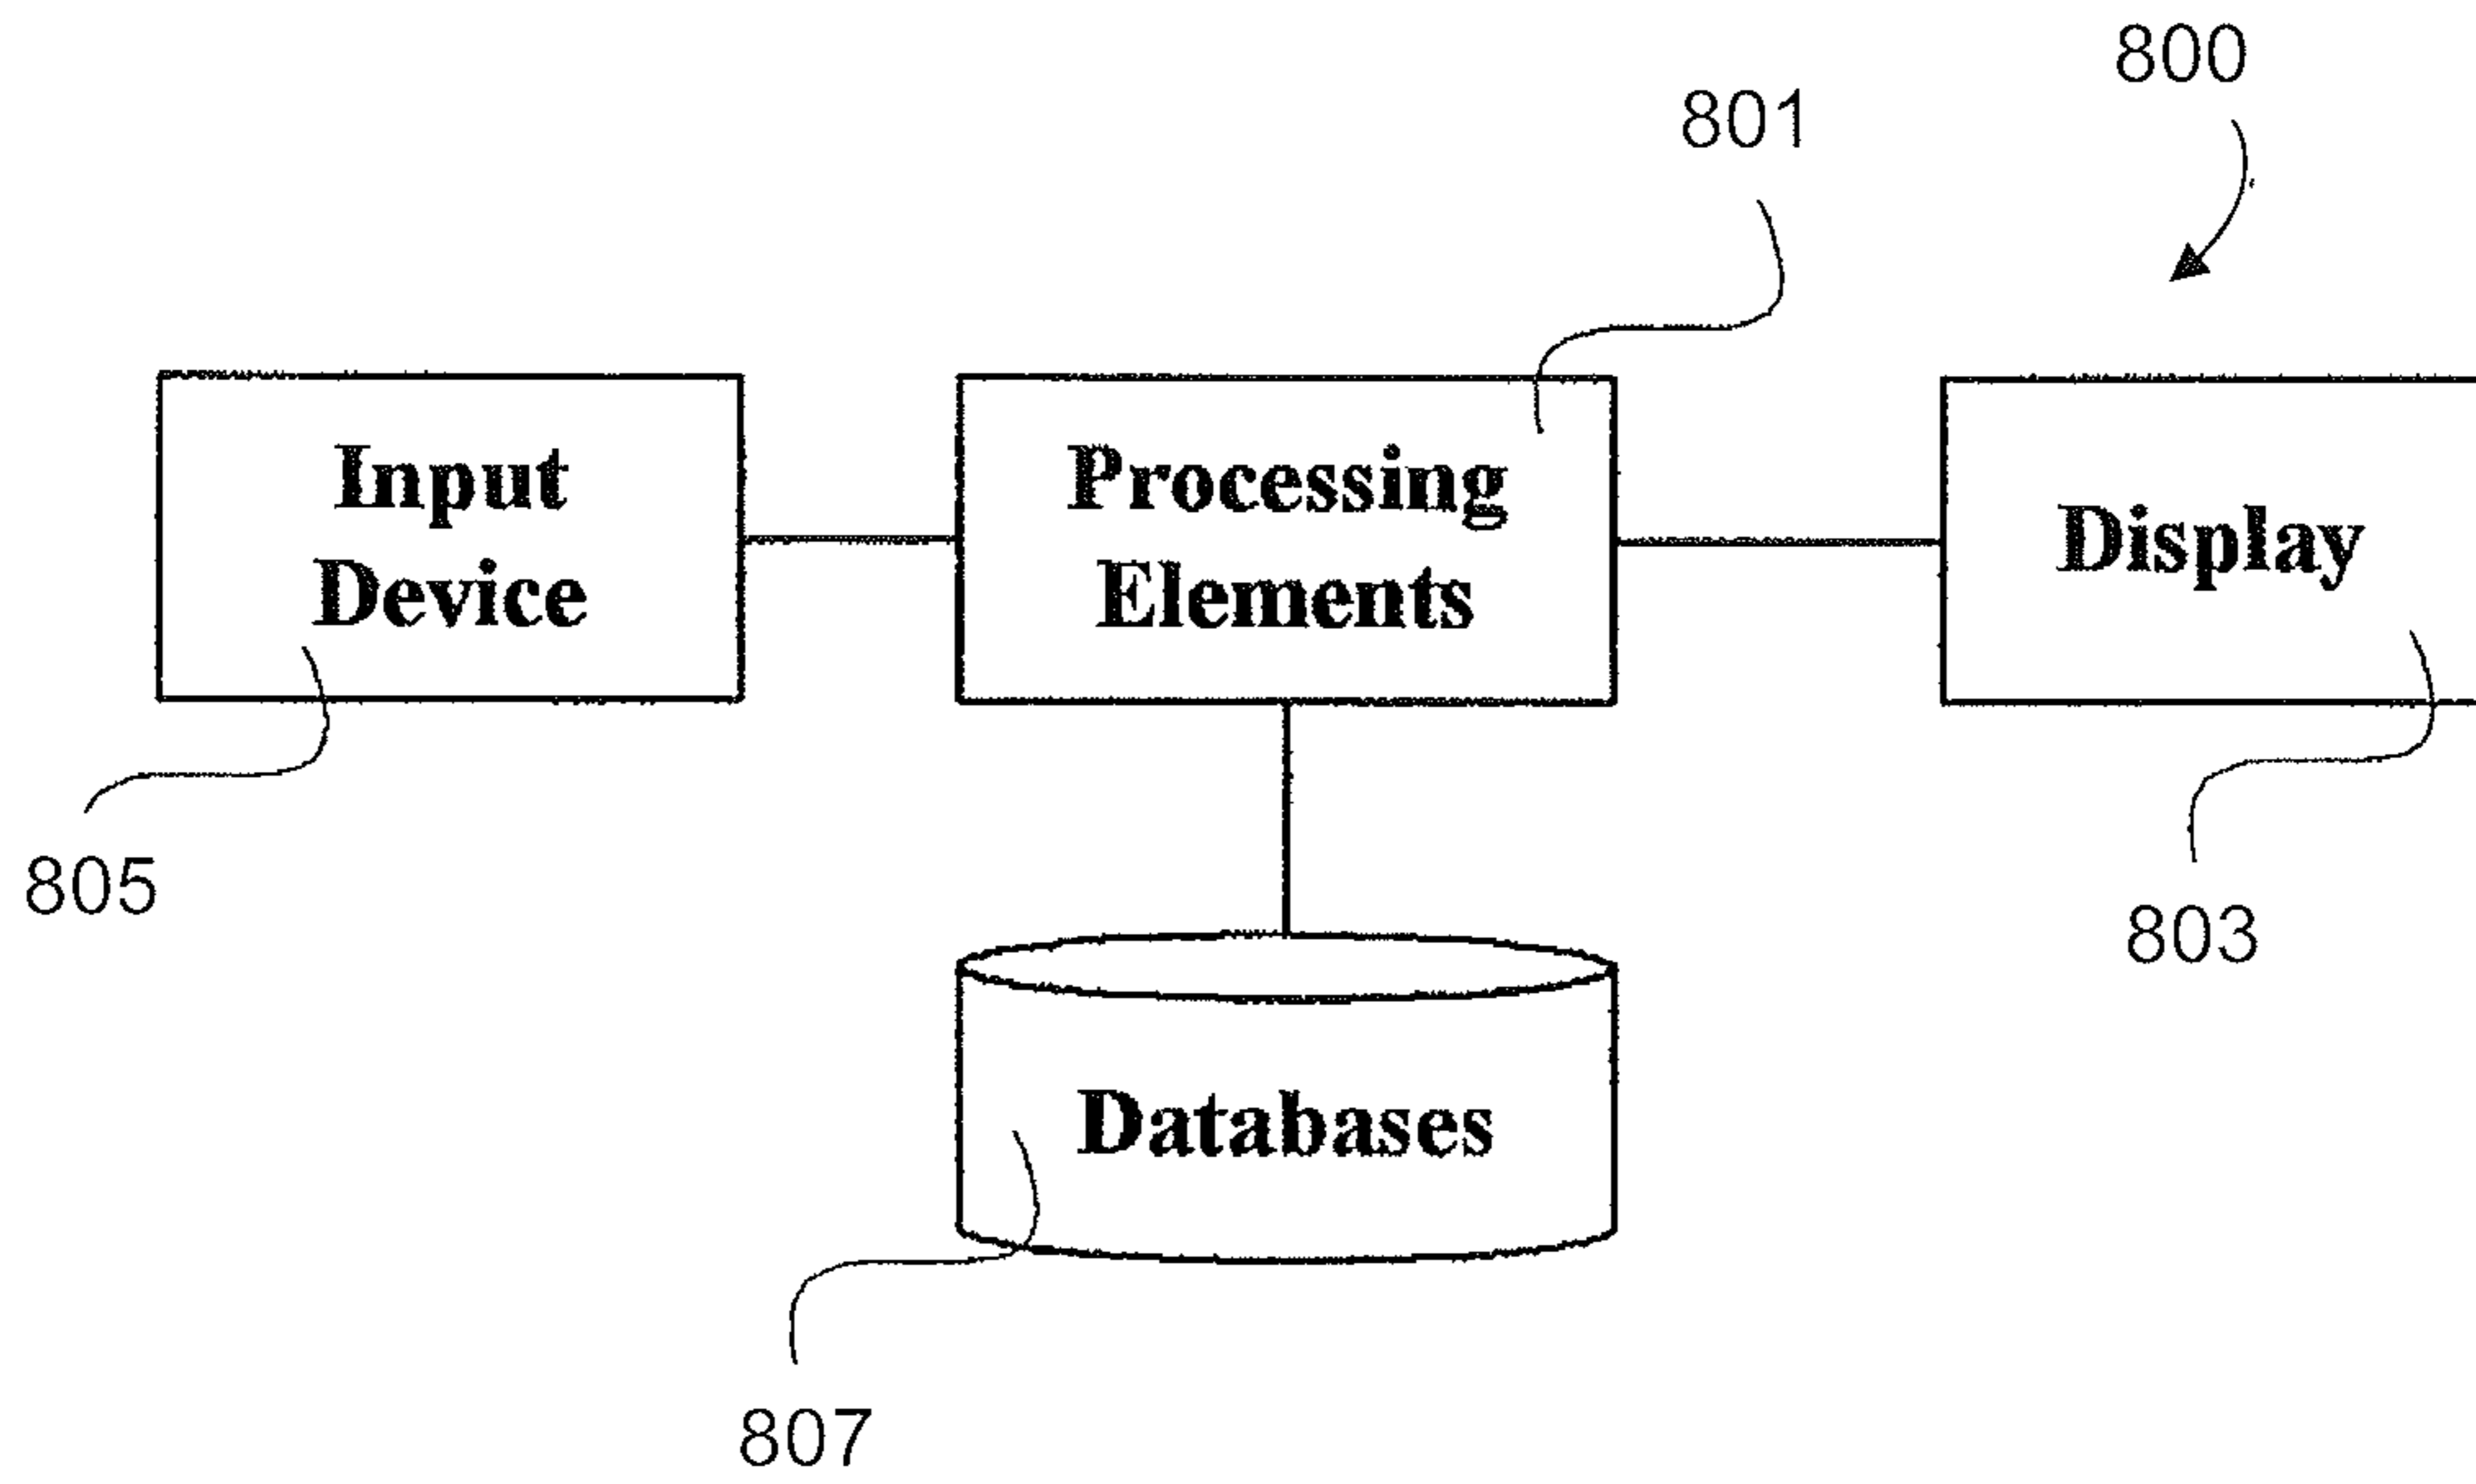 800
801
Input
Device
Processing
Elements
Display
805
803
Databases
807